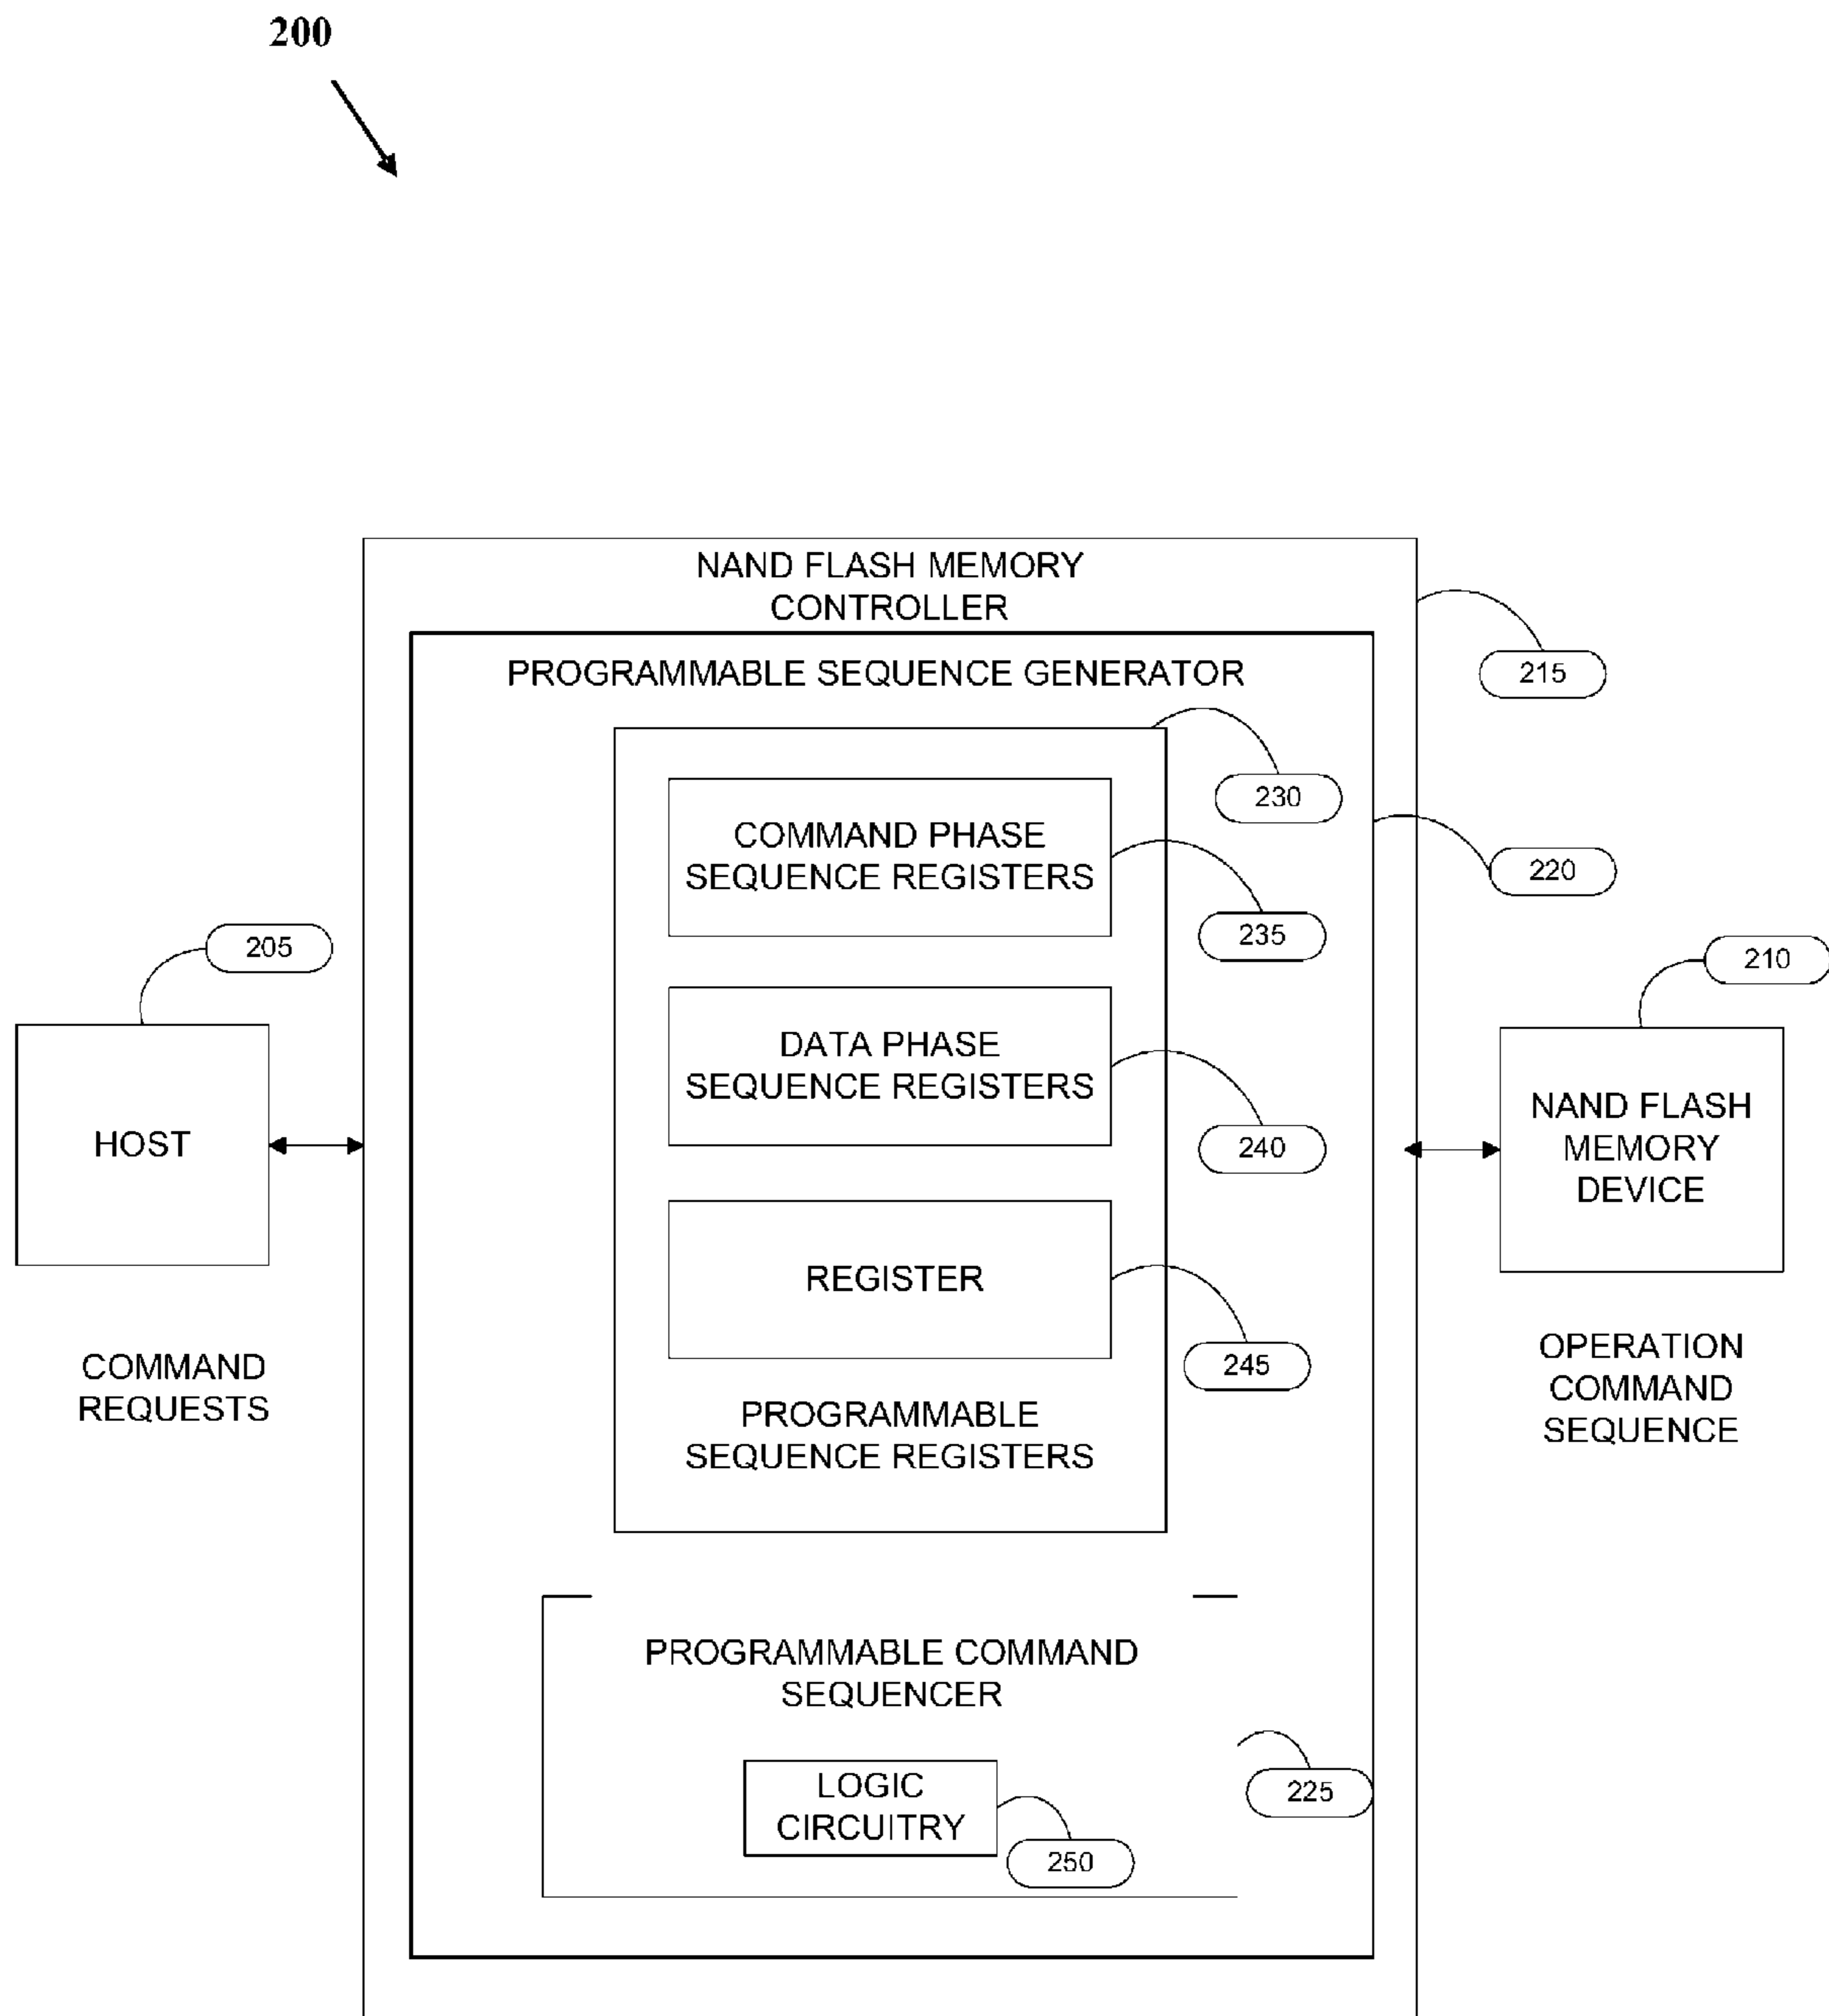 200
NAND FLASH MEMORY
CONTROLLER
PROGRAMMABLE SEQUENCE GENERATOR
215
230
COMMAND PHASE
SEQUENCE REGISTERS
220
235
205
210
HOST
DATA PHASE
SEQUENCE REGISTERS
240
NAND FLASH
MEMORY
DEVICE
REGISTER
245
COMMAND
REQUESTS
OPERATION
COMMAND
SEQUENCE
PROGRAMMABLE
SEQUENCE REGISTERS
PROGRAMMABLE COMMAND
SEQUENCER
225
LOGIC
CIRCUITRY
250